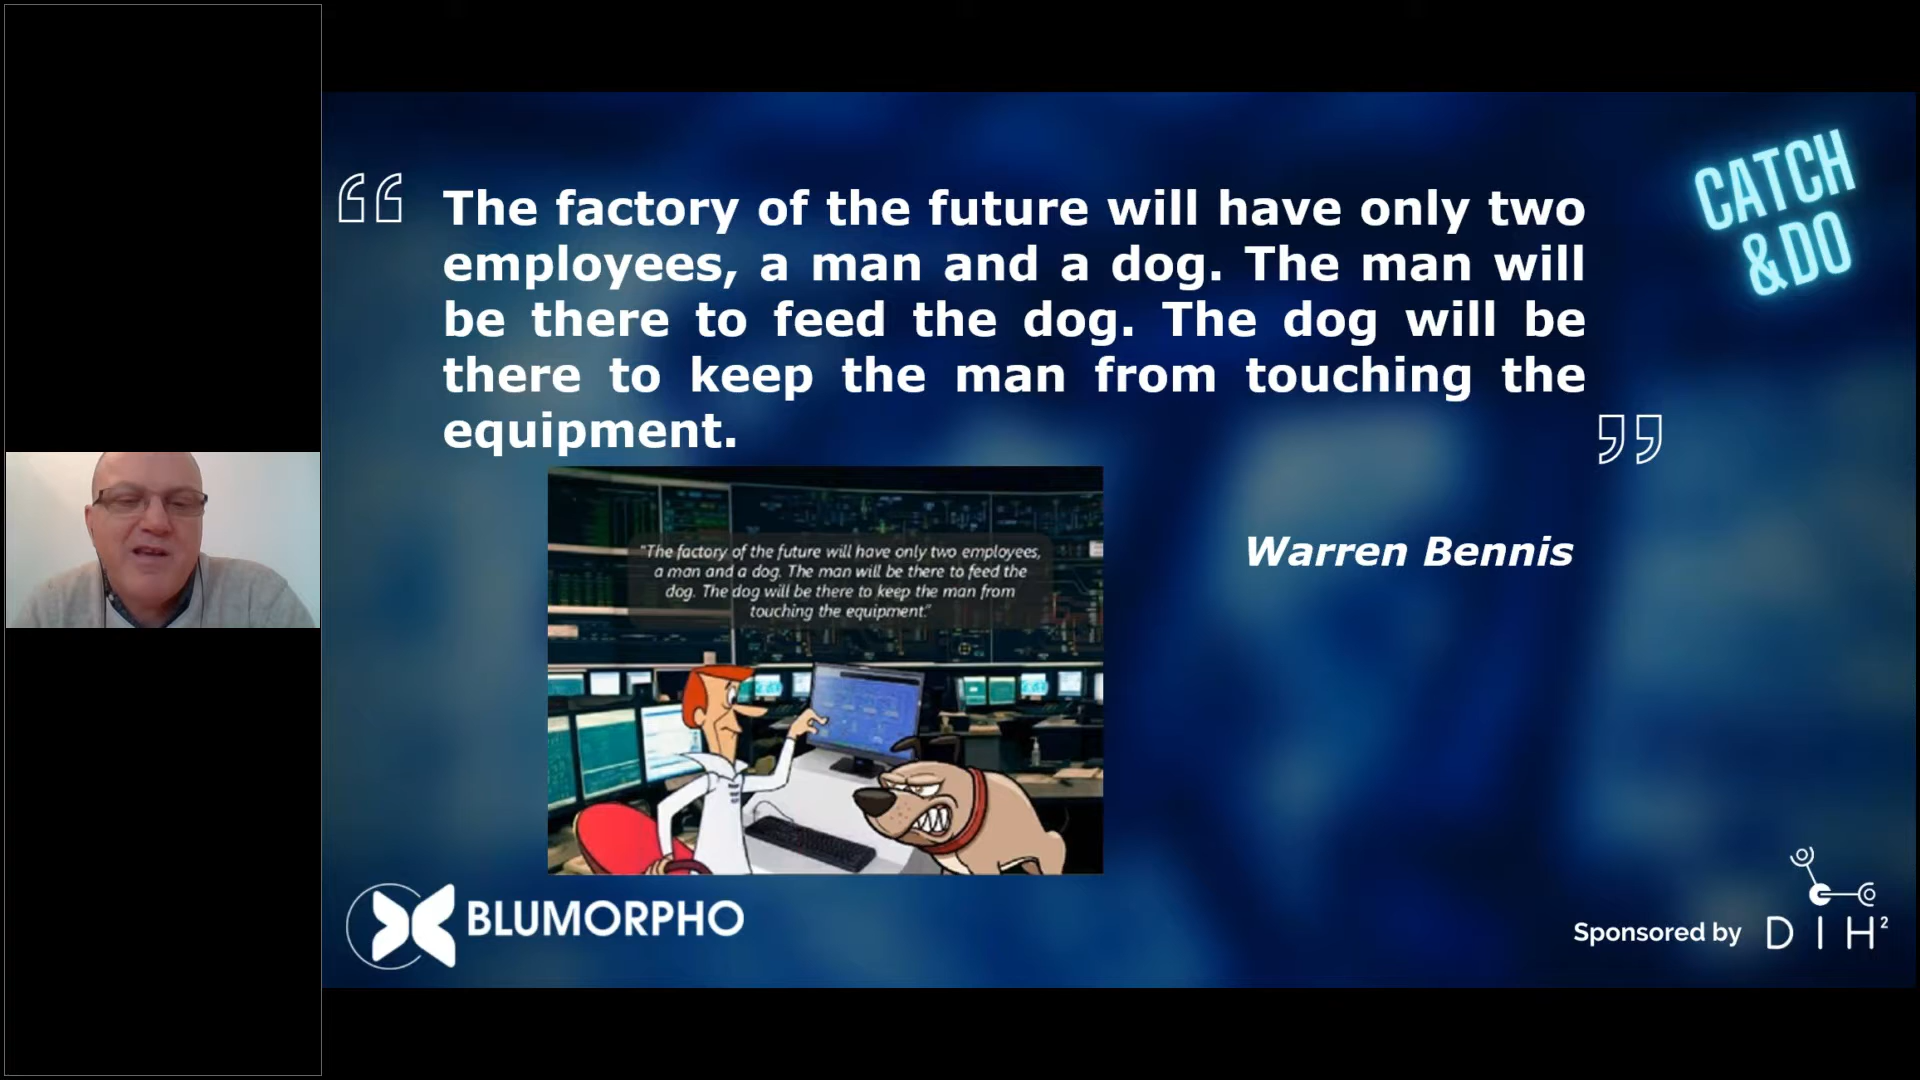 The factory of the future will have only two
employees, a man and a dog. The man will
be there to feed the dog. The dog will be
there to keep the man from touching the
equipment.
CATCH
&DO
"The factory of the future will have only two employees,
a man and a dog. The man will be there to feed the
dog. The dog will be there to keep the man from
touching the equipment."
Warren Bennis
BLUMORPHO
Sponsored by DIH²